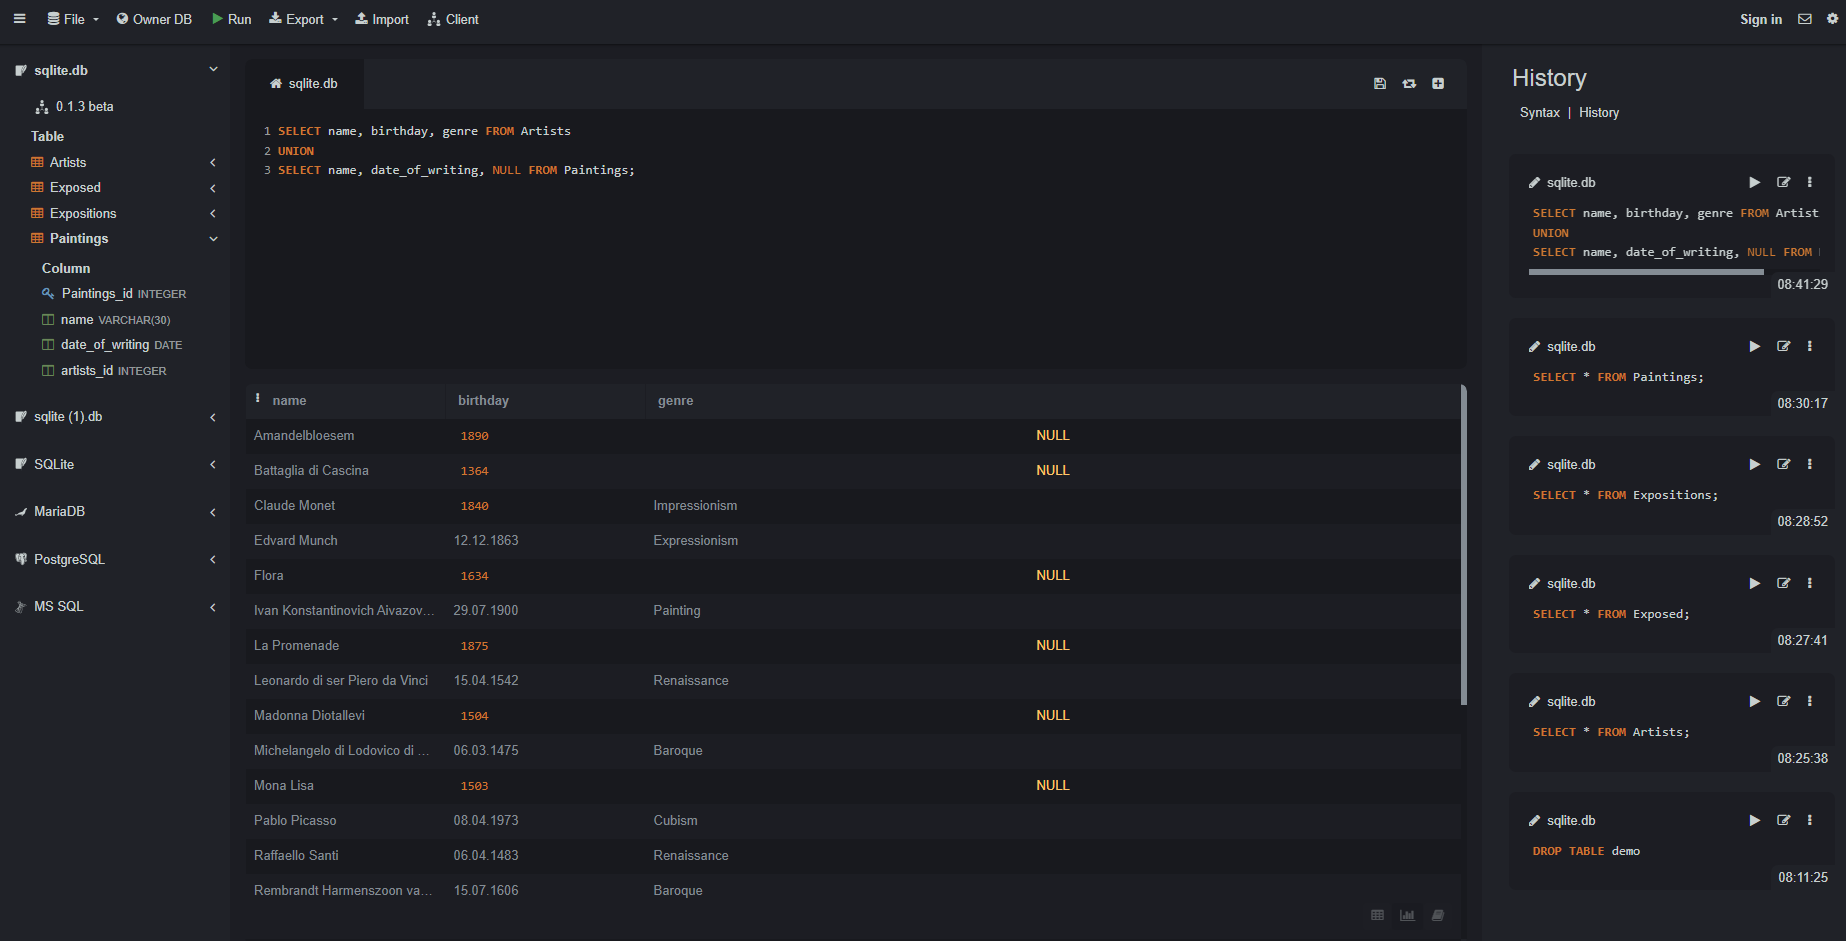 File Owner DB Run Export Import Client Sign in
sqlite.db
0.1.3 beta
Table
Artists
Exposed
Expositions
Paintings
Column
Paintings_id INTEGER
name VARCHAR(30)
date_of_writing DATE
artists_id INTEGER
sqlite (1).db
SQLite
MariaDB
PostgreSQL
MS SQL
sqlite.db
1 SELECT name, birthday, genre FROM Artists
2 UNION
3 SELECT name, date_of_writing, NULL FROM Paintings;
name birthday genre
Amandelbloesem 1890 NULL
Battaglia di Cascina 1364 NULL
Claude Monet 1840 Impressionism
Edvard Munch 12.12.1863 Expressionism
Flora 1634 NULL
Ivan Konstantinovich Aivazov... 29.07.1900 Painting
La Promenade 1875 NULL
Leonardo di ser Piero da Vinci 15.04.1542 Renaissance
Madonna Diotallevi 1504 NULL
Michelangelo di Lodovico di ... 06.03.1475 Baroque
Mona Lisa 1503 NULL
Pablo Picasso 08.04.1973 Cubism
Raffaello Santi 06.04.1483 Renaissance
Rembrandt Harmenszoon va... 15.07.1606 Baroque
History
Syntax | History
sqlite.db
SELECT name, birthday, genre FROM Artist
UNION
SELECT name, date_of_writing, NULL FROM
08:41:29
sqlite.db
SELECT * FROM Paintings;
08:30:17
sqlite.db
SELECT * FROM Expositions;
08:28:52
sqlite.db
SELECT * FROM Exposed;
08:27:41
sqlite.db
SELECT * FROM Artists;
08:25:38
sqlite.db
DROP TABLE demo
08:11:25